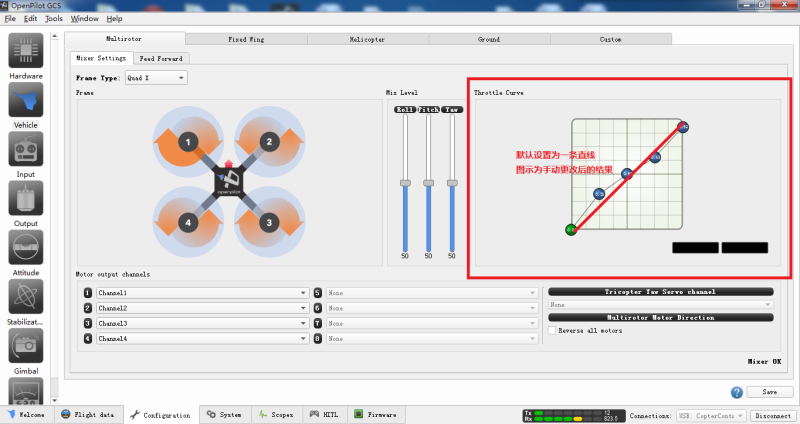 OpenPilot GCS
File Edit Tools Window Help
Multirotor Fixed Wing Helicopter Ground Custom
Mixer Settings Feed Forward
Frame Type: Quad X
Frame
Mix Level
Throttle Curve
Roll Pitch Yaw
1
2
4
3
openpilot
50 50 50
默认设置为一条直线
图示为手动更改后的结果
Hardware
Vehicle
Input
Output
Attitude
Stabilizat...
Gimbal
Motor output channels
1 Channel1 5 None
2 Channel2 6 None
3 Channel3 7 None
4 Channel4 8 None
Tricopter Yaw Servo channel
None
Multirotor Motor Direction
Reverse all motors
Mixer OK
Save
Welcome Flight data Configuration System Scopes HITL Firmware
Tx 12
Rx 823.5
Connections: USB: CopterContr Disconnect